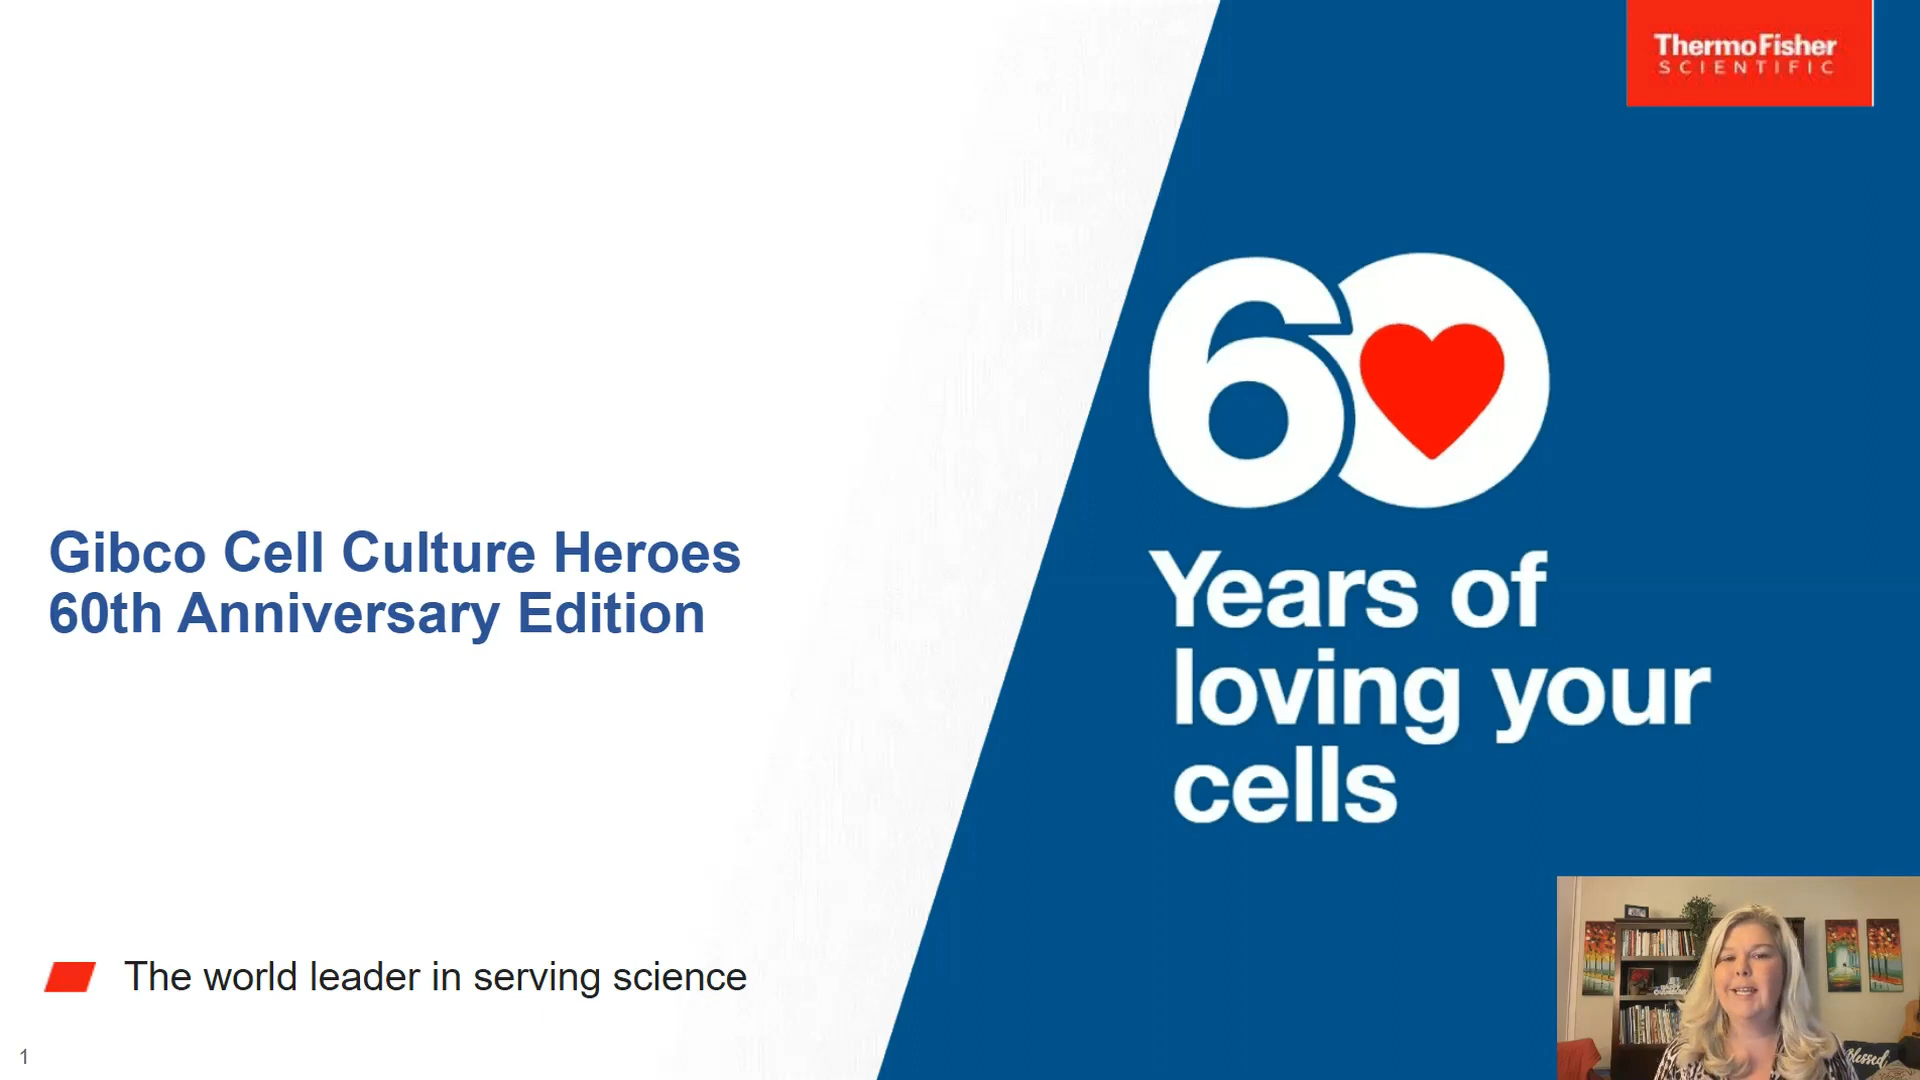 ThermoFisher
SCIENTIFIC
60
Years of
loving your
cells
Gibco Cell Culture Heroes
60th Anniversary Edition
The world leader in serving science
1
Blessed